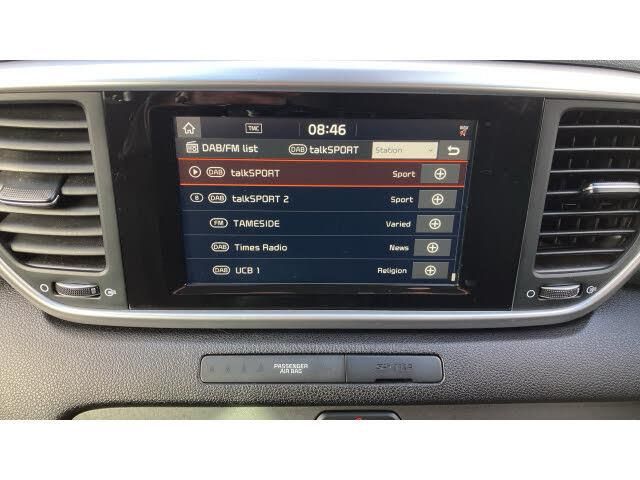 TMC 08:46
DAB/FM list DAB talkSPORT Station
DAB talkSPORT Sport
B DAB talkSPORT 2 Sport
FM TAMESIDE Varied
DAB Times Radio News
DAB UCB 1 Religion
PASSENGER
AIR BAG